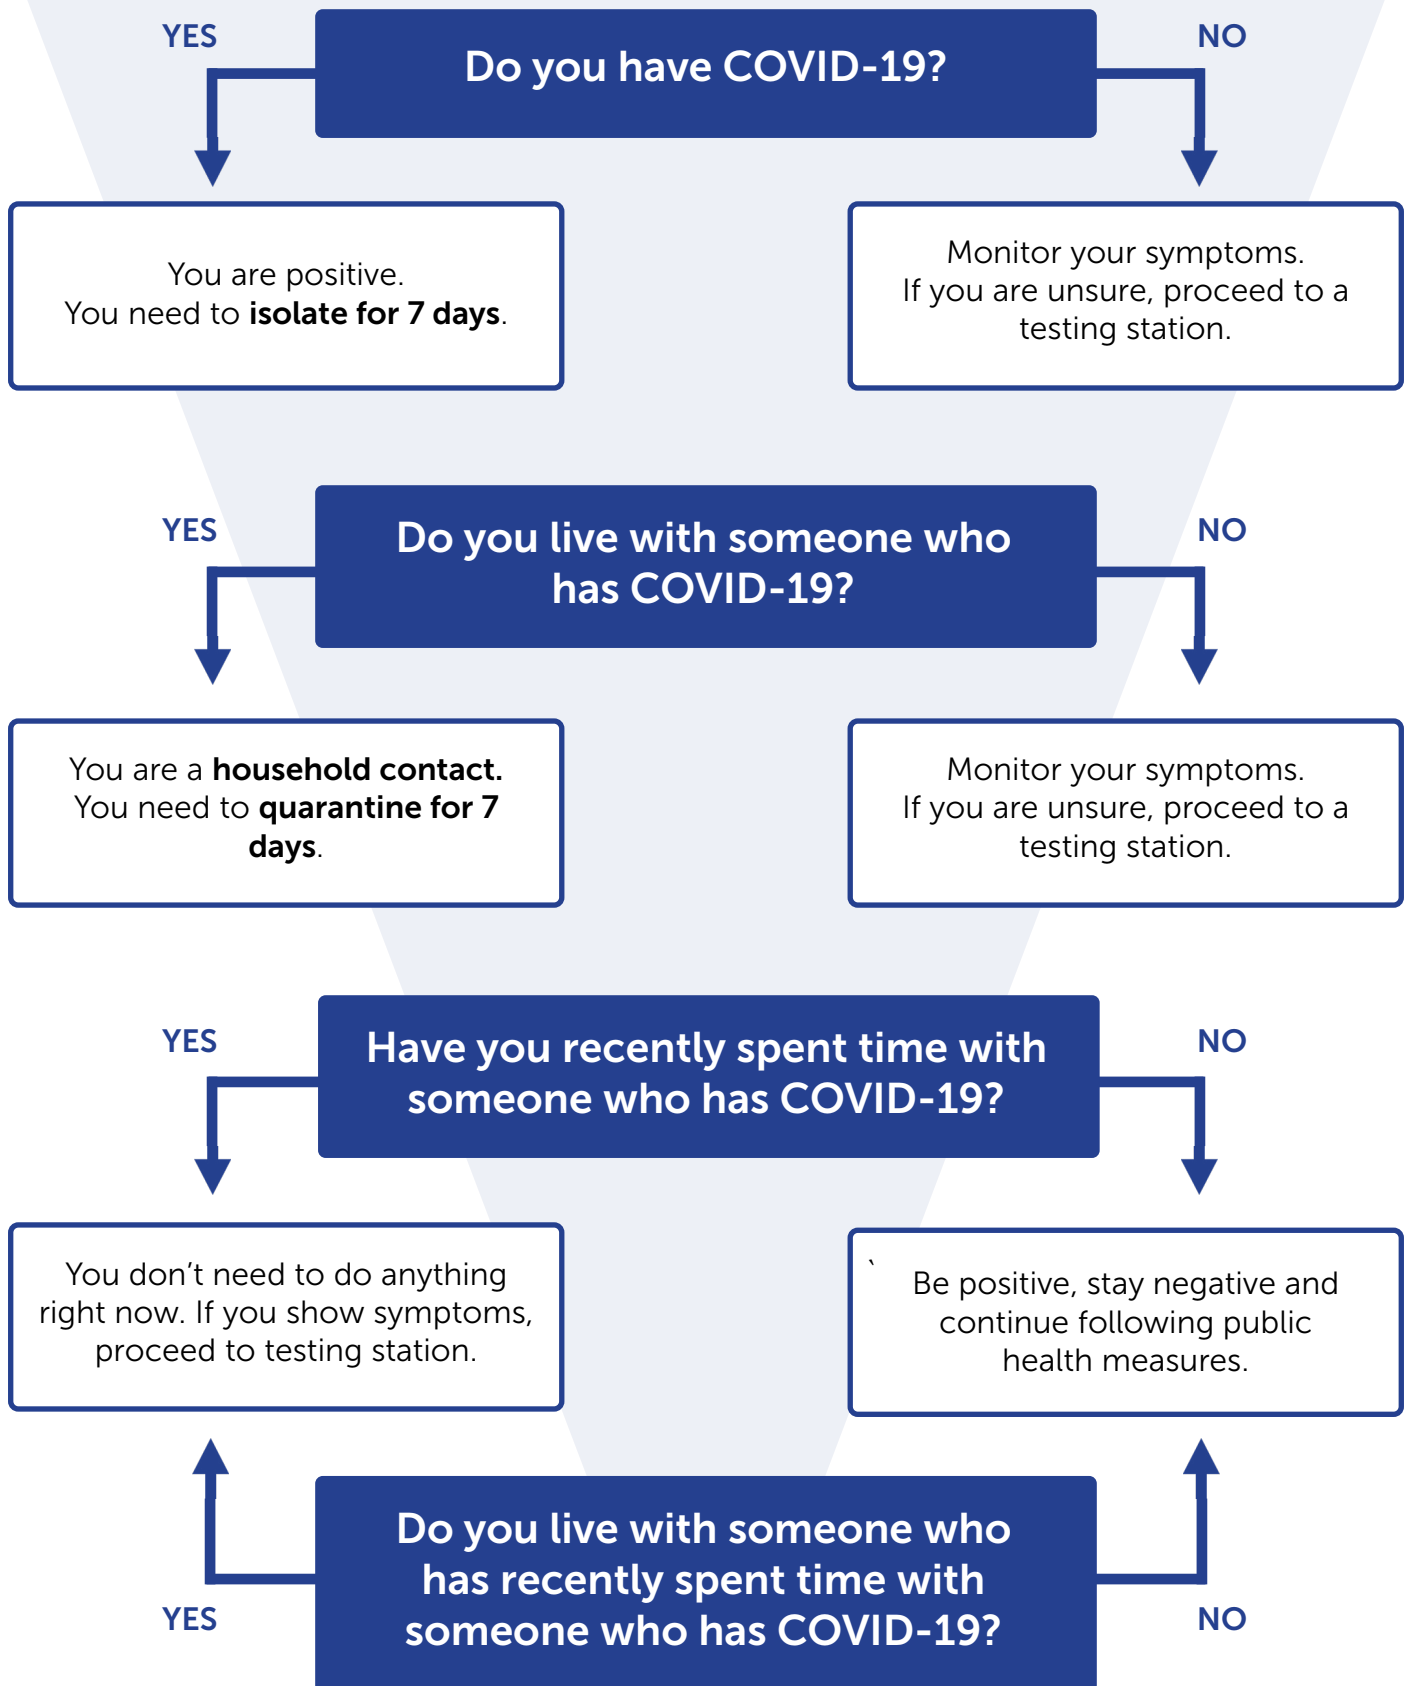 YES
Do you have COVID-19?
NO
You are positive.
You need to isolate for 7 days.
Monitor your symptoms.
If you are unsure, proceed to a
testing station.
YES
Do you live with someone who
has COVID-19?
NO
You are a household contact.
You need to quarantine for 7
days.
Monitor your symptoms.
If you are unsure, proceed to a
testing station.
YES
Have you recently spent time with
someone who has COVID-19?
NO
You don't need to do anything
right now. If you show symptoms,
proceed to testing station.
` Be positive, stay negative and
continue following public
health measures.
Do you live with someone who
has recently spent time with
someone who has COVID-19?
YES
NO